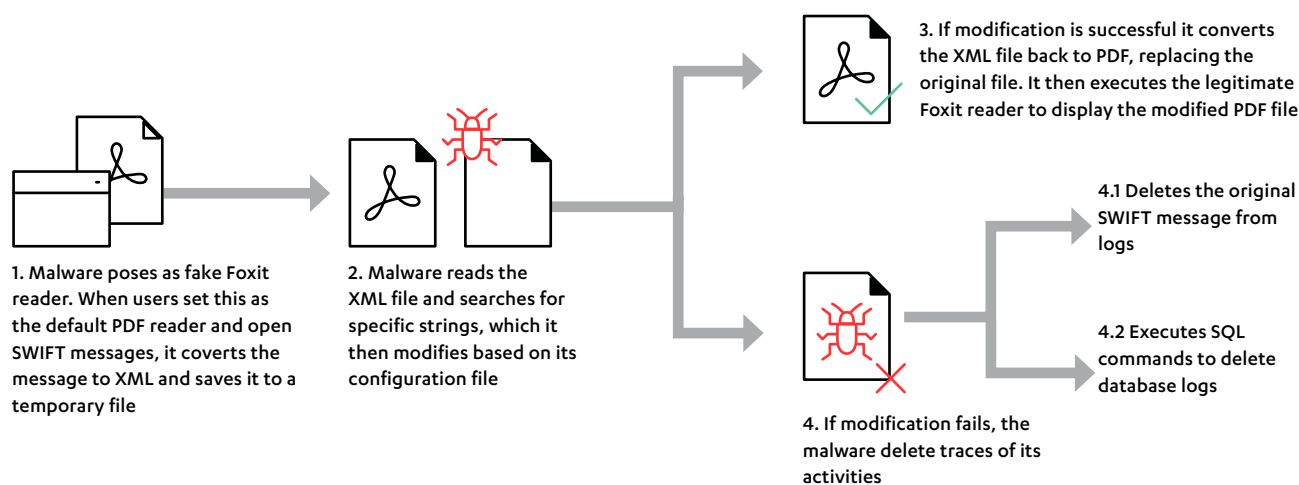 1. Malware poses as fake Foxit
reader. When users set this as
the default PDF reader and open
SWIFT messages, it coverts the
message to XML and saves it to a
temporary file
2. Malware reads the
XML file and searches for
specific strings, which it
then modifies based on its
configuration file
3. If modification is successful it converts
the XML file back to PDF, replacing the
original file. It then executes the legitimate
Foxit reader to display the modified PDF file
4. If modification fails, the
malware delete traces of its
activities
4.1 Deletes the original
SWIFT message from
logs
4.2 Executes SQL
commands to delete
database logs